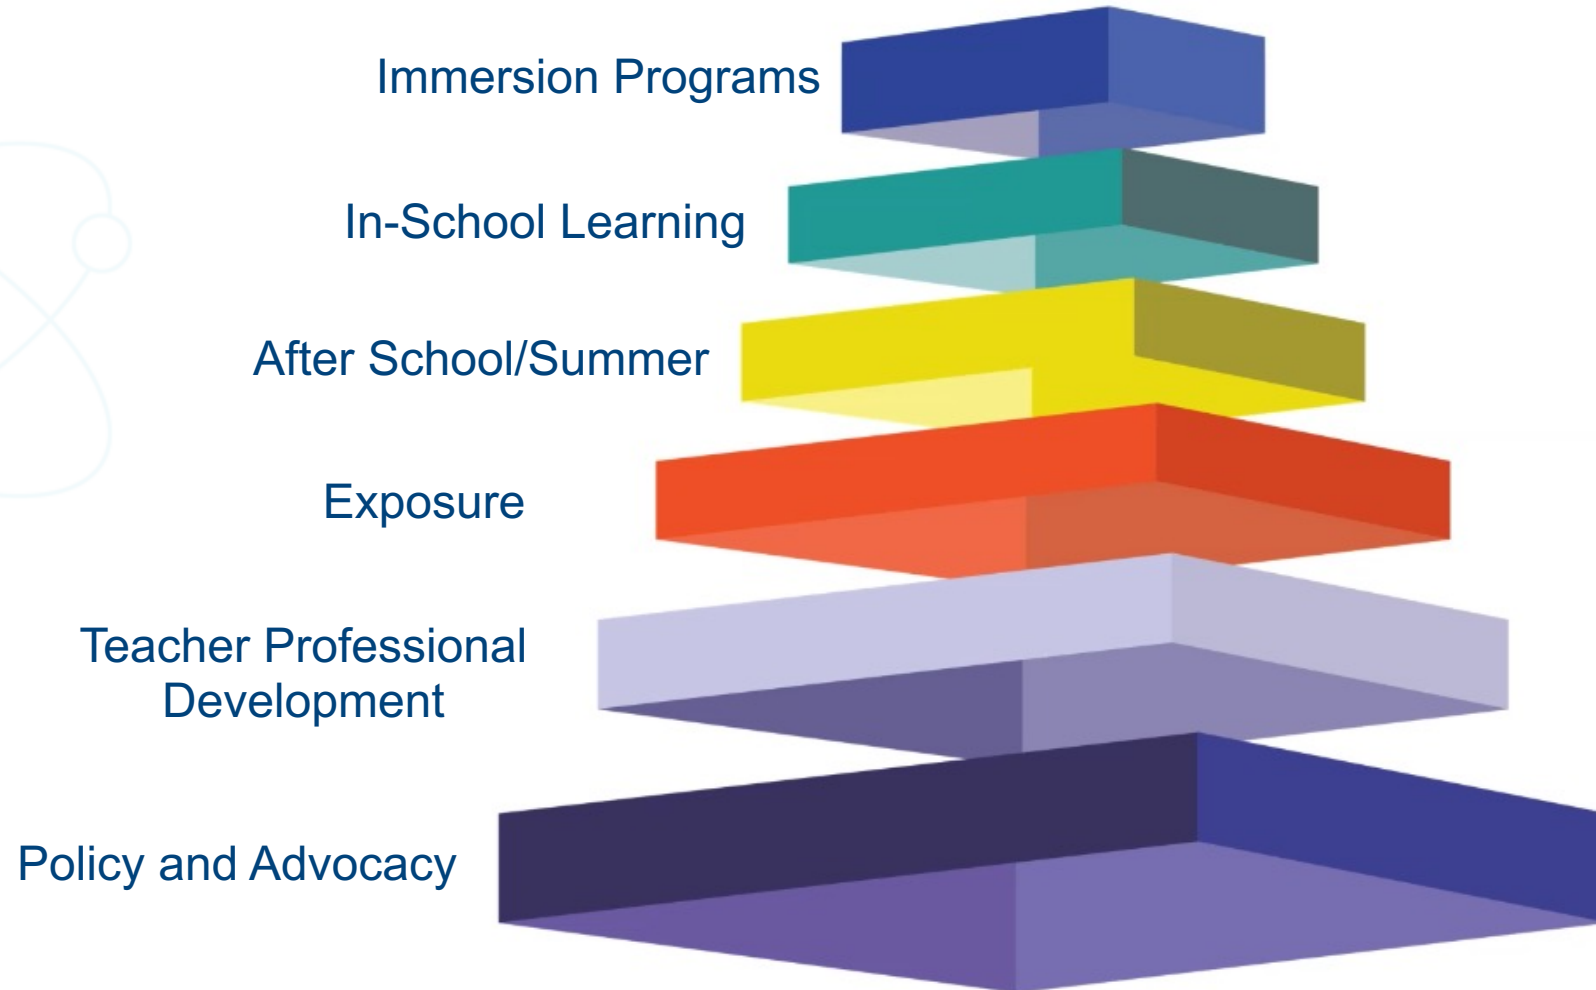 Immersion Programs
In-School Learning
After School/Summer
Exposure
Teacher Professional
Development
Policy and Advocacy